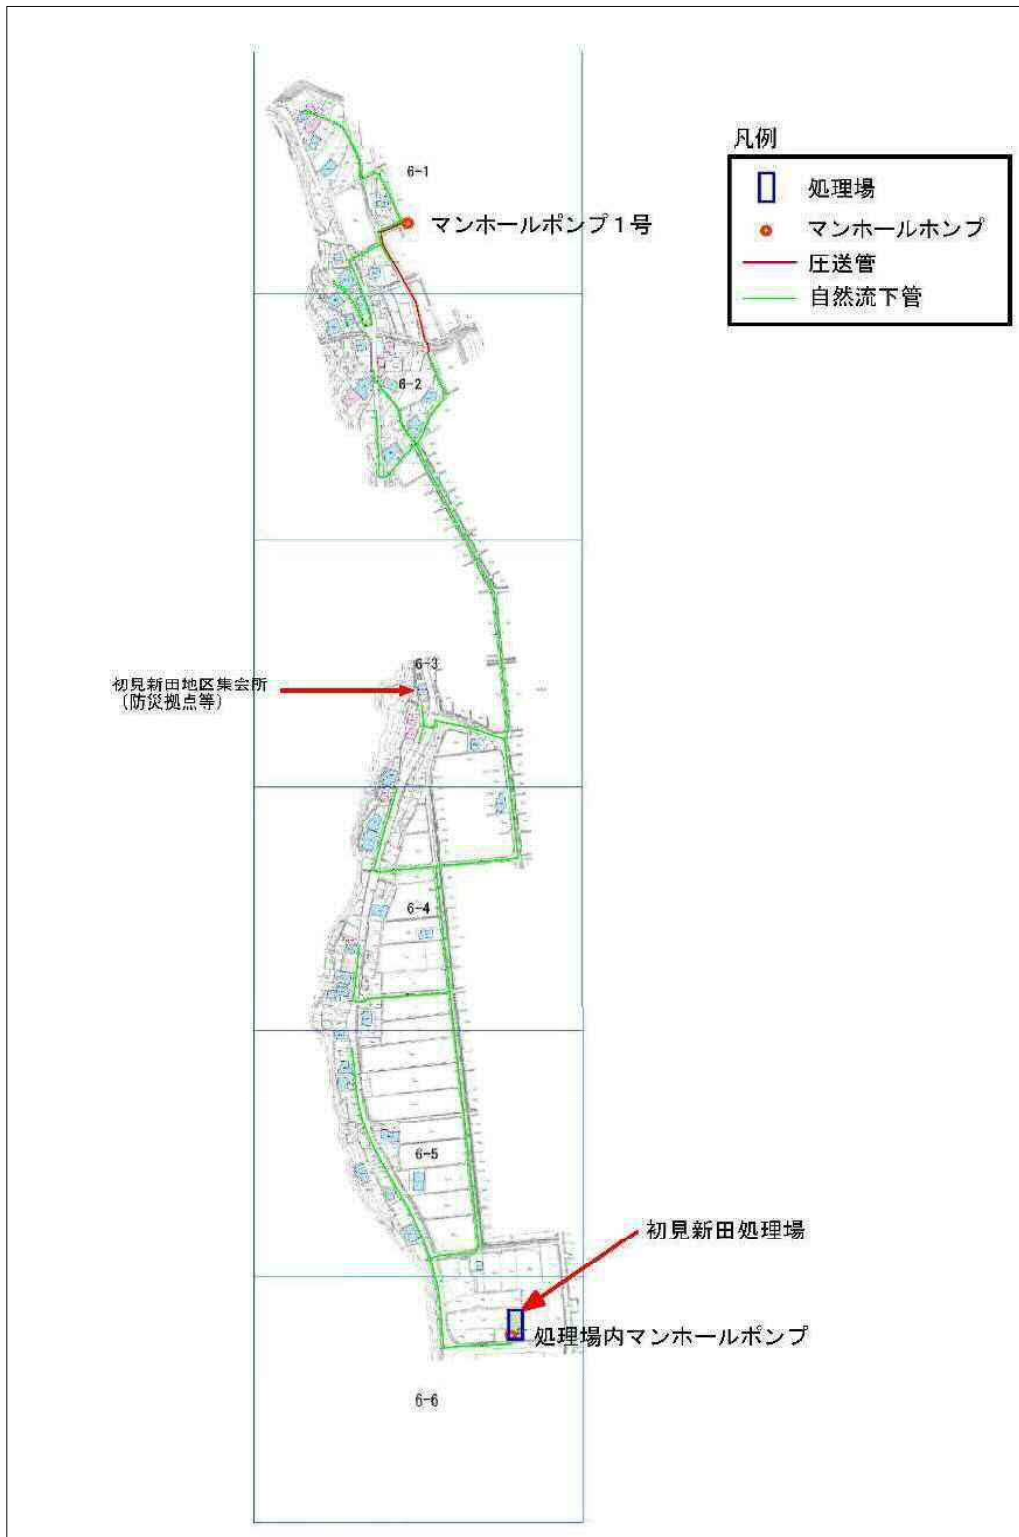 凡例
処理場
マンホールホンプ
圧送管
自然流下管
6-1
マンホールポンプ１号
6-2
6-3
初見新田地区集会所
（防災拠点等）
6-4
6-5
初見新田処理場
処理場内マンホールポンプ
6-6